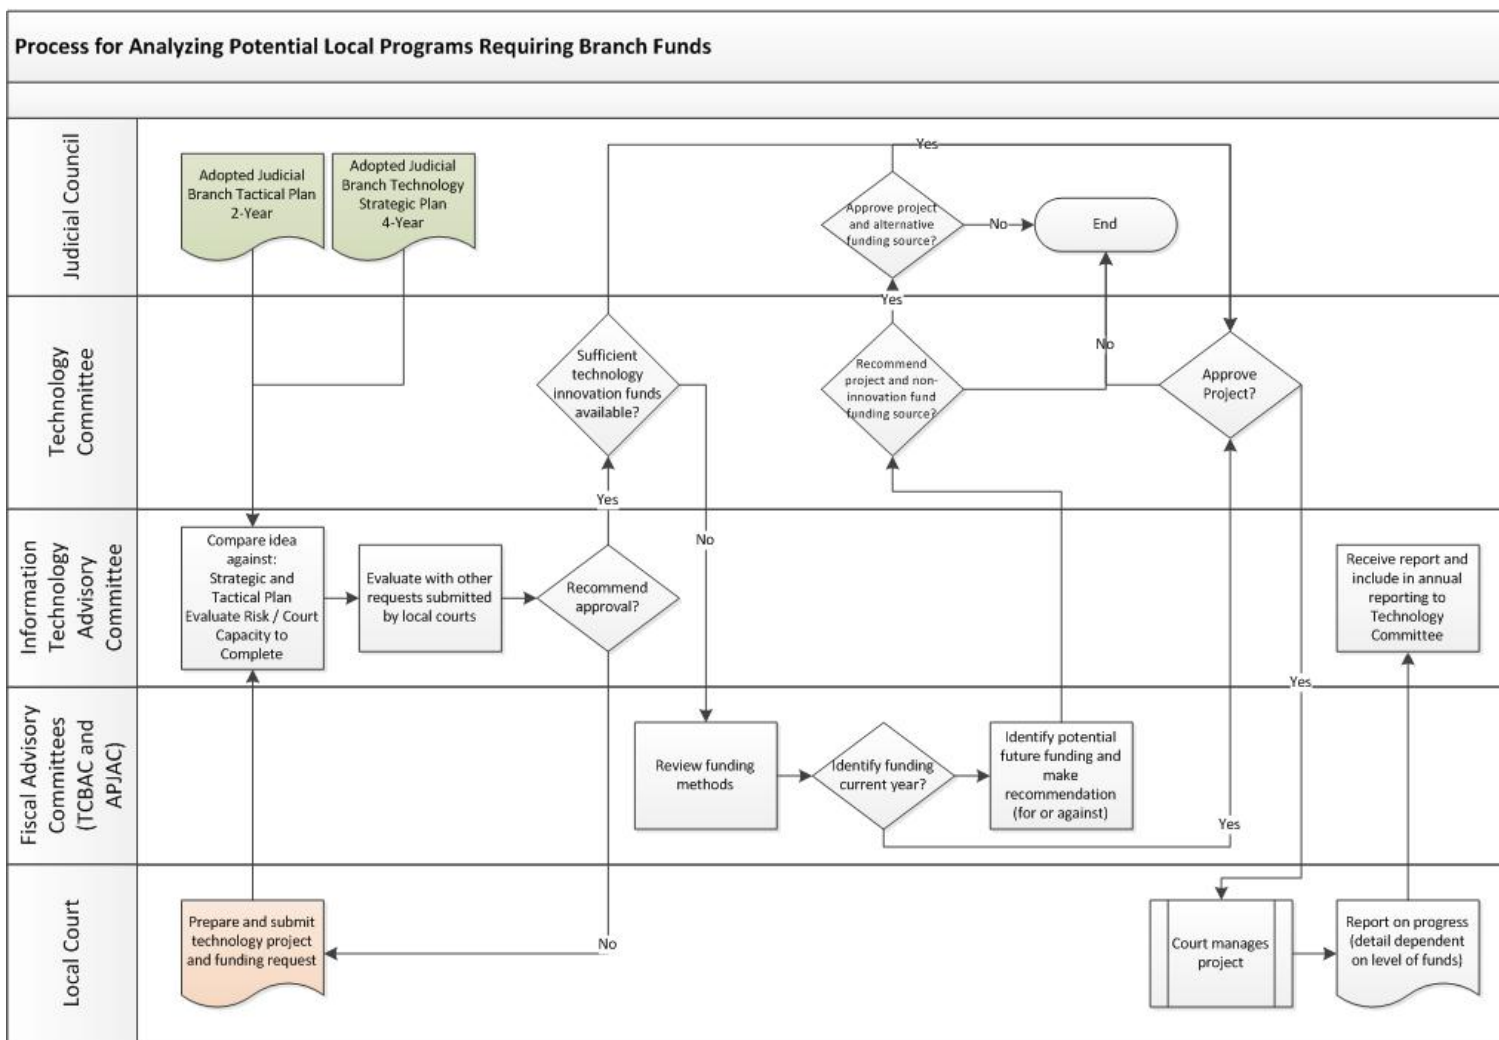 Process for Analyzing Potential Local Programs Requiring Branch Funds
Judicial Council
Adopted Judicial
Branch Tactical Plan
2-Year
Adopted Judicial
Branch Technology
Strategic Plan
4-Year
Yes
Approve project
and alternative
funding source?
No
End
Yes
Technology
Committee
Sufficient
technology
innovation funds
available?
Recommend
project and non-
innovation fund
funding source?
No
Approve
Project?
Yes
No
Information
Technology
Advisory
Committee
Compare idea
against:
Strategic and
Tactical Plan
Evaluate Risk / Court
Capacity to
Complete
Evaluate with other
requests submitted
by local courts
Recommend
approval?
Receive report and
include in annual
reporting to
Technology
Committee
Yes
Fiscal Advisory
Committees
(TCBAC and
APJAC)
Review funding
methods
Identify funding
current year?
Identify potential
future funding and
make
recommendation
(for or against)
Yes
Local Court
Prepare and submit
technology project
and funding request
No
Court manages
project
Report on progress
(detail dependent
on level of funds)